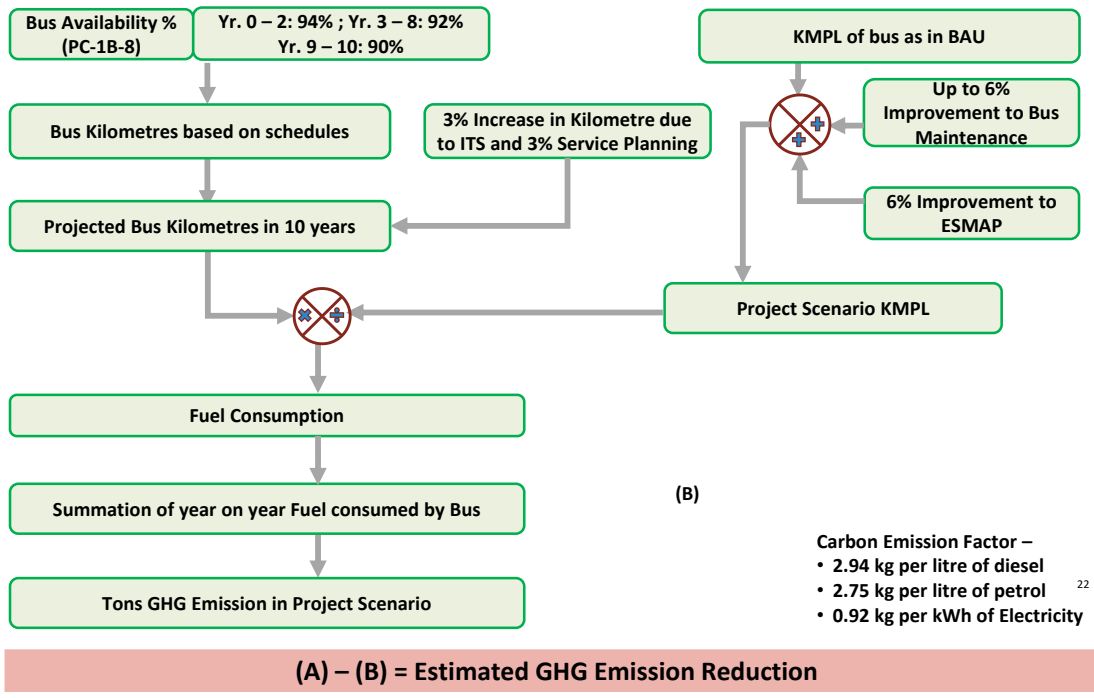 Bus Availability %
(PC-1B-8)
Yr. 0 – 2: 94% ; Yr. 3 – 8: 92%
Yr. 9 – 10: 90%
KMPL of bus as in BAU
Bus Kilometres based on schedules
3% Increase in Kilometre due
to ITS and 3% Service Planning
Up to 6%
Improvement to Bus
Maintenance
Projected Bus Kilometres in 10 years
6% Improvement to
ESMAP
Project Scenario KMPL
Fuel Consumption
Summation of year on year Fuel consumed by Bus
(B)
Tons GHG Emission in Project Scenario
Carbon Emission Factor –
• 2.94 kg per litre of diesel
• 2.75 kg per litre of petrol
22
• 0.92 kg per kWh of Electricity
(A) – (B) = Estimated GHG Emission Reduction